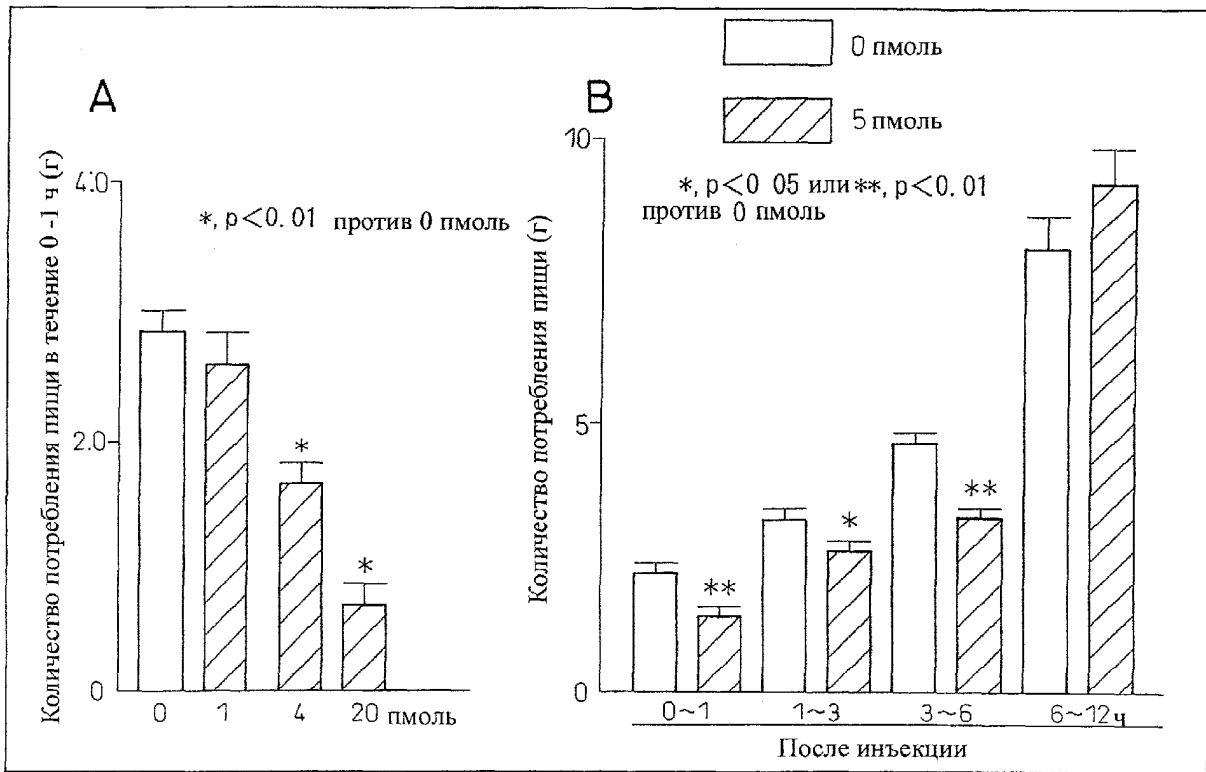 0 пмоль
5 пмоль
A
Количество потребления пищи в течение 0 -1 ч (г)
4.0
2.0
0
*, p<0.01 против 0 пмоль
*
*
0 1 4 20 пмоль
B
Количество потребления пищи (г)
10
5
0
*, p<0 05 или **, p<0.01
против 0 пмоль
**
*
**
0~1 1~3 3~6 6~12 ч
После инъекции